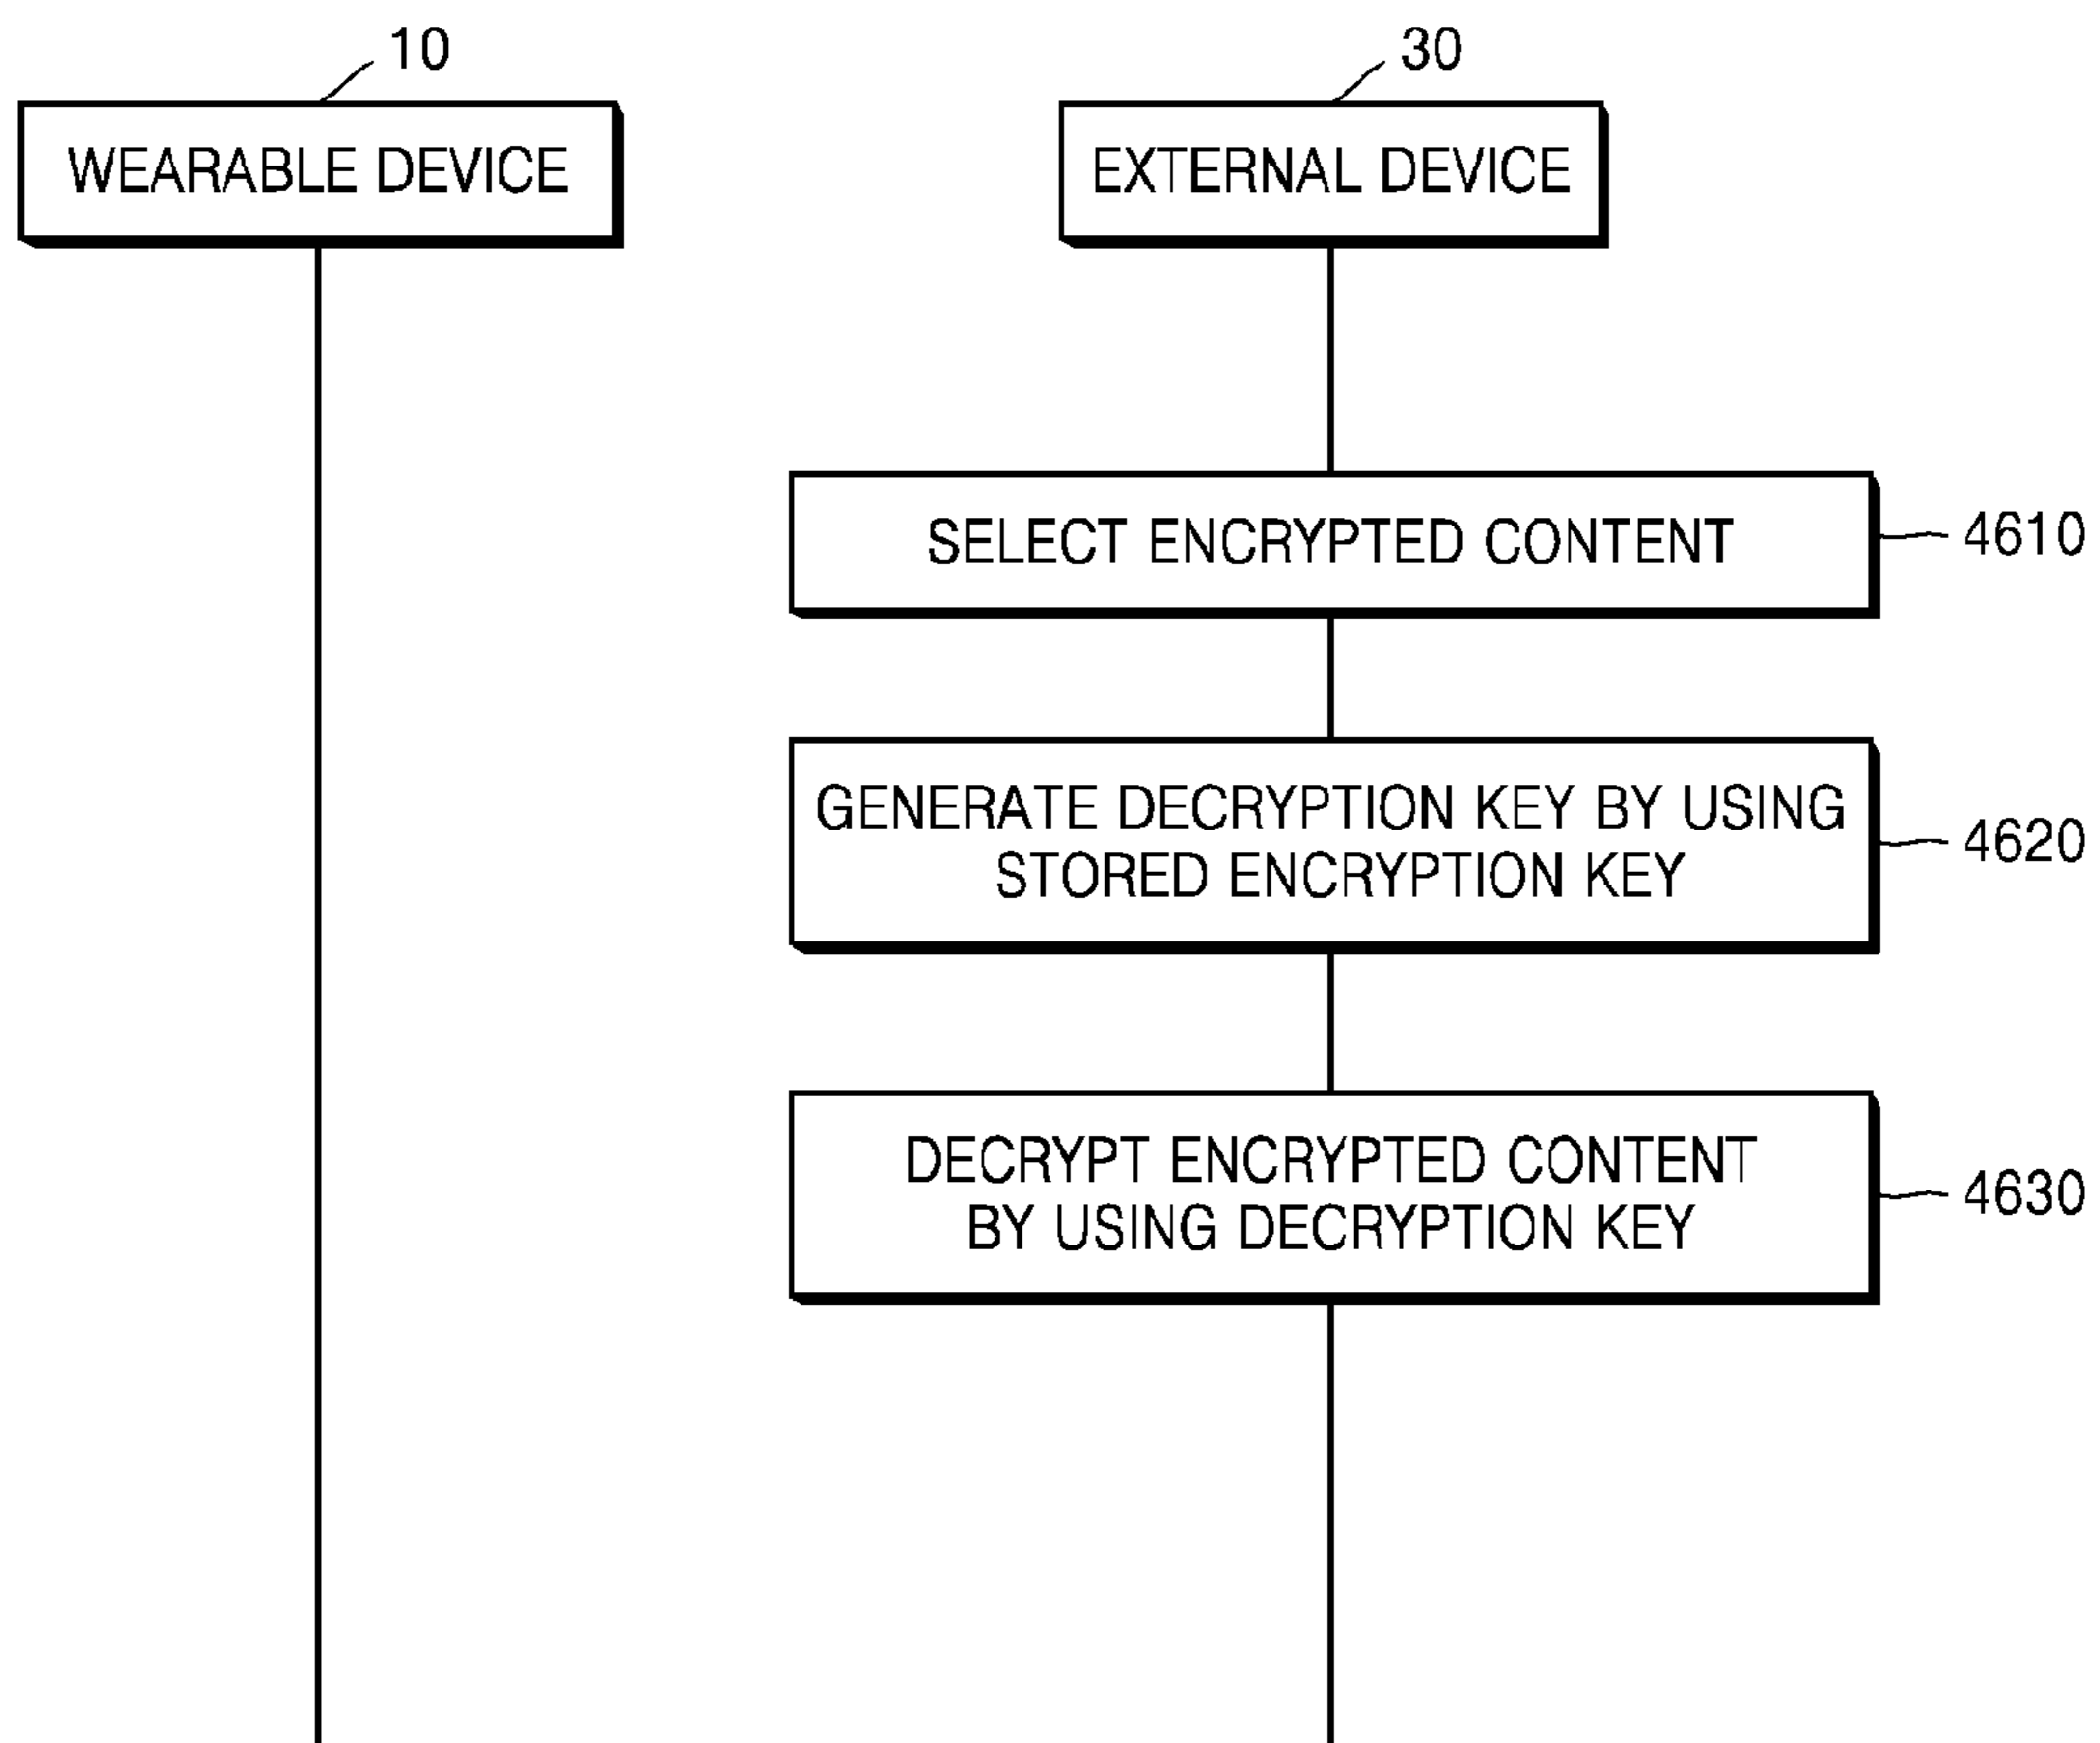 10
30
WEARABLE DEVICE
EXTERNAL DEVICE
SELECT ENCRYPTED CONTENT
4610
GENERATE DECRYPTION KEY BY USING
STORED ENCRYPTION KEY
4620
DECRYPT ENCRYPTED CONTENT
BY USING DECRYPTION KEY
4630